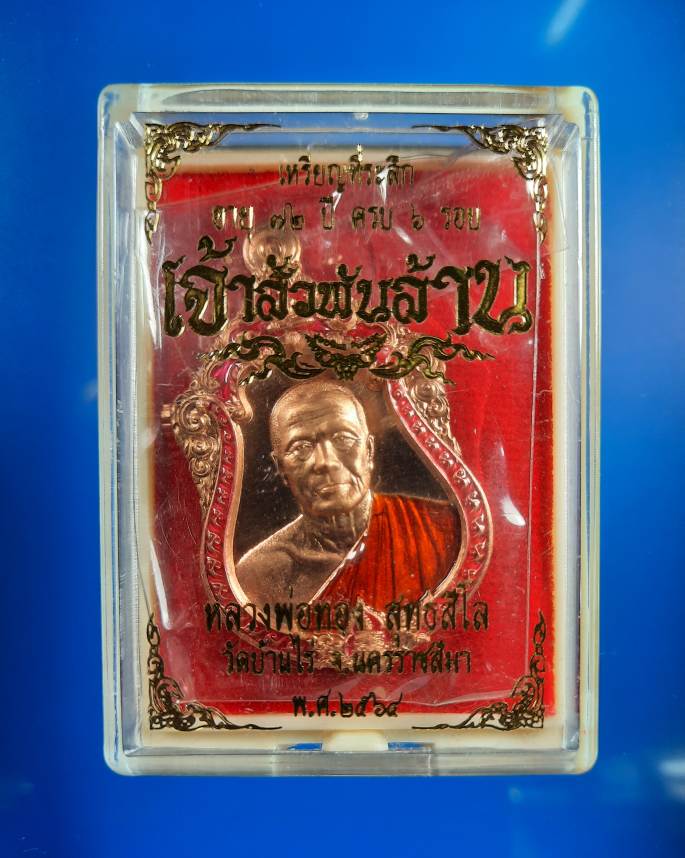 เหรียญที่ระลึก
อายุ ๗๒ ปี ครบ ๖ รอบ
เจ้าสัวพันล้าน
หลวงพ่อทอง สุทธสีโล
วัดบ้านไร่ จ.นครราชสีมา
พ.ศ.๒๕๖๔